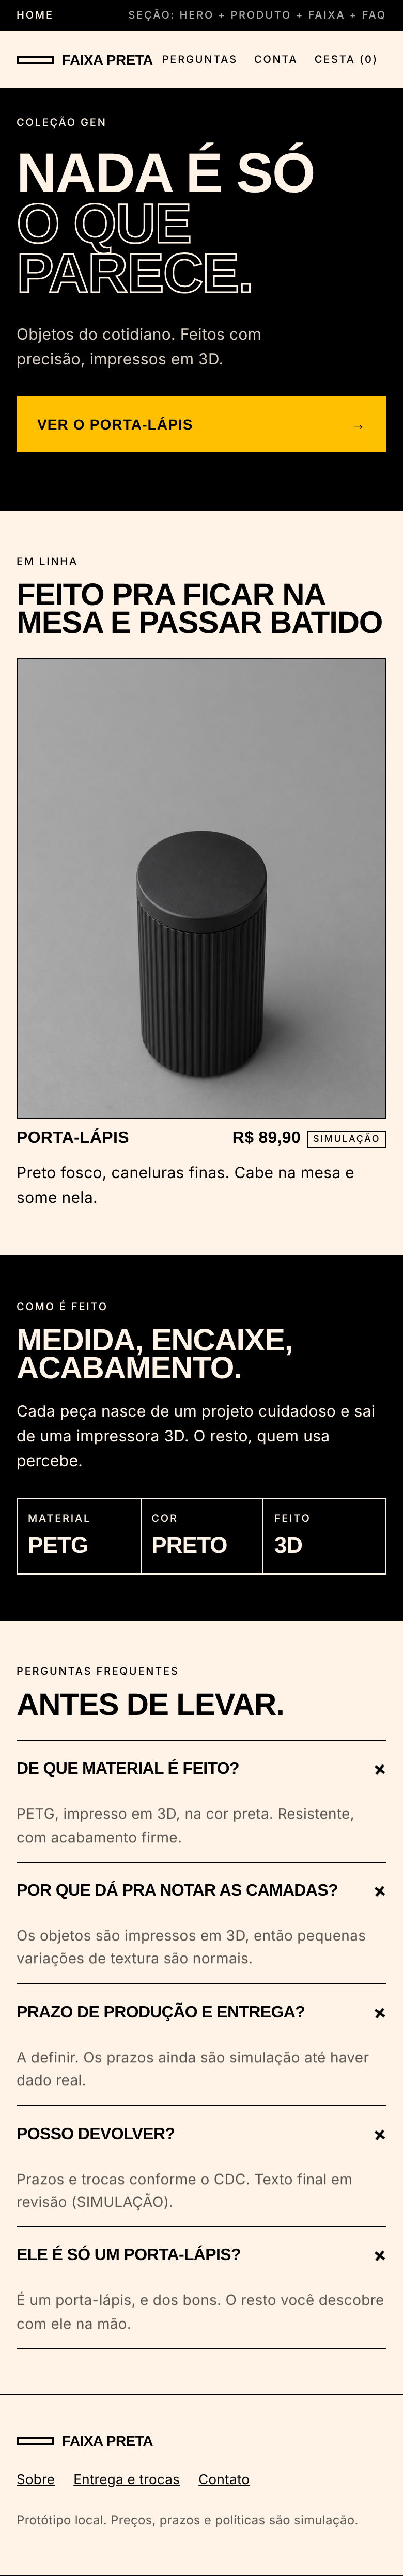 HOME
SEÇÃO: HERO + PRODUTO + FAIXA + FAQ
FAIXA PRETA
PERGUNTAS
CONTA
CESTA (0)
COLEÇÃO GEN
NADA É SÓ
O QUE
PARECE.
Objetos do cotidiano. Feitos com
precisão, impressos em 3D.
VER O PORTA-LÁPIS →
EM LINHA
FEITO PRA FICAR NA
MESA E PASSAR BATIDO
PORTA-LÁPIS
R$ 89,90
SIMULAÇÃO
Preto fosco, caneluras finas. Cabe na mesa e
some nela.
COMO É FEITO
MEDIDA, ENCAIXE,
ACABAMENTO.
Cada peça nasce de um projeto cuidadoso e sai
de uma impressora 3D. O resto, quem usa
percebe.
MATERIAL
PETG
COR
PRETO
FEITO
3D
PERGUNTAS FREQUENTES
ANTES DE LEVAR.
DE QUE MATERIAL É FEITO?
PETG, impresso em 3D, na cor preta. Resistente,
com acabamento firme.
POR QUE DÁ PRA NOTAR AS CAMADAS?
Os objetos são impressos em 3D, então pequenas
variações de textura são normais.
PRAZO DE PRODUÇÃO E ENTREGA?
A definir. Os prazos ainda são simulação até haver
dado real.
POSSO DEVOLVER?
Prazos e trocas conforme o CDC. Texto final em
revisão (SIMULAÇÃO).
ELE É SÓ UM PORTA-LÁPIS?
É um porta-lápis, e dos bons. O resto você descobre
com ele na mão.
FAIXA PRETA
Sobre
Entrega e trocas
Contato
Protótipo local. Preços, prazos e políticas são simulação.